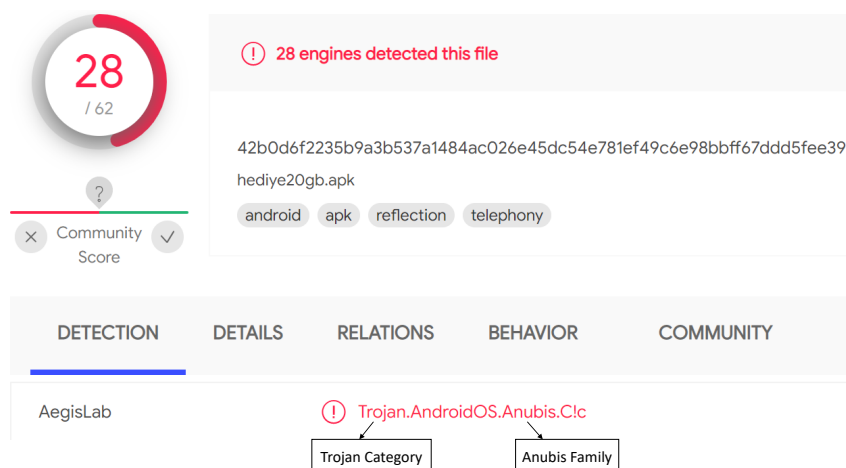 28
/ 62
28 engines detected this file
42b0d6f2235b9a3b537a1484ac026e45dc54e781ef49c6e98bbff67ddd5fee39
hediye20gb.apk
android apk reflection telephony
?
Community
Score
DETECTION DETAILS RELATIONS BEHAVIOR COMMUNITY
AegisLab Trojan.AndroidOS.Anubis.C!c
Trojan Category Anubis Family